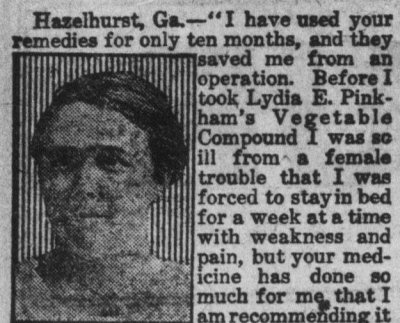 Hazelhurst, Ga.—"I have used your
remedies for only ten months, and they
saved me from an
operation. Before I
took Lydia E. Pink-
ham's Vegetable
Compound I was so
ill from a female
trouble that I was
forced to stay in bed
for a week at a time
with weakness and
pain, but your med-
icine has done so
much for me that I
am recommending it